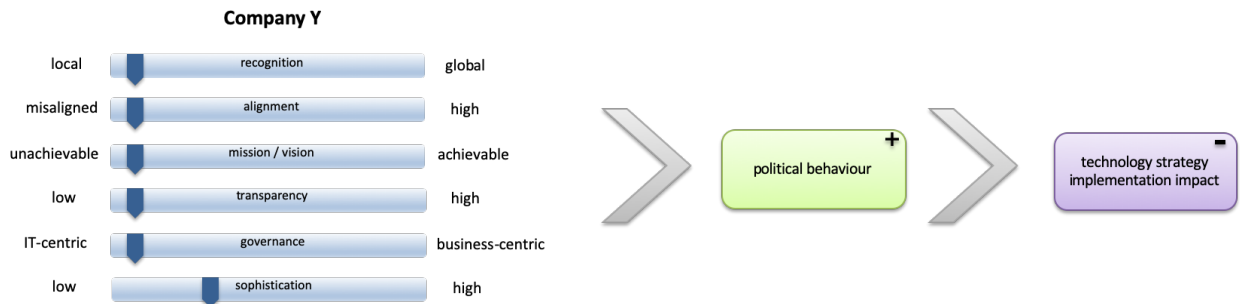 Company Y
local recognition global
misaligned alignment high
unachievable mission / vision achievable
low transparency high
IT-centric governance business-centric
low sophistication high
+
political behaviour
-
technology strategy
implementation impact